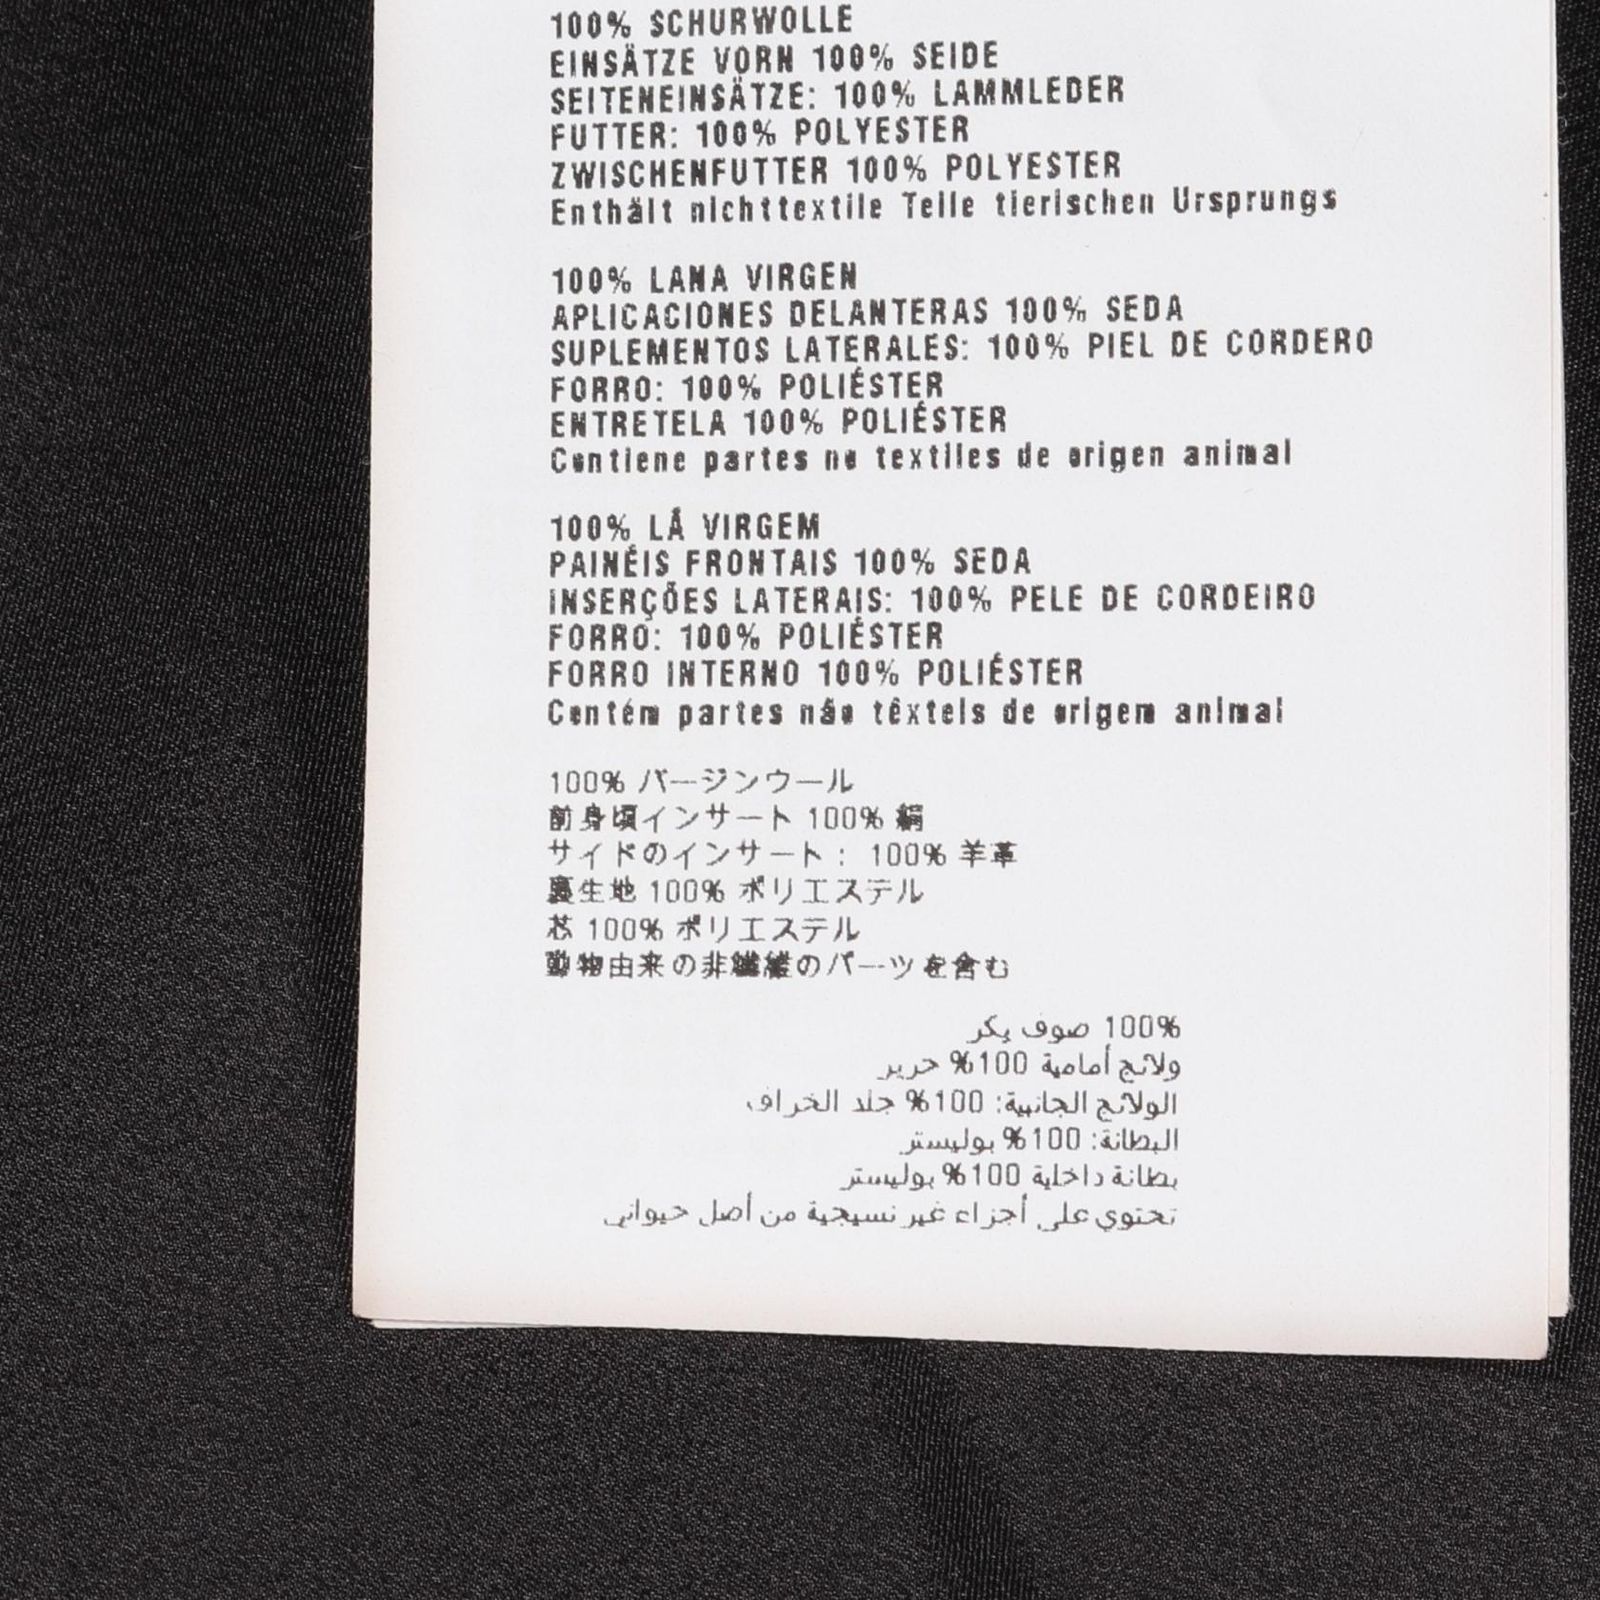 100% SCHURWOLLE
EINSÄTZE VORN 100% SEIDE
SEITENEINSÄTZE: 100% LAMMLEDER
FUTTER: 100% POLYESTER
ZWISCHENFUTTER 100% POLYESTER
Enthält nichttextile Teile tierischen Ursprungs
100% LANA VIRGEN
APLICACIONES DELANTERAS 100% SEDA
SUPLEMENTOS LATERALES: 100% PIEL DE CORDERO
FORRO: 100% POLIÉSTER
ENTRETELA 100% POLIÉSTER
Contiene partes no textiles de origen animal
100% LÃ VIRGEM
PAINÉIS FRONTAIS 100% SEDA
INSERÇÕES LATERAIS: 100% PELE DE CORDEIRO
FORRO: 100% POLIÉSTER
FORRO INTERNO 100% POLIÉSTER
Contém partes não têxteis de origem animal
100% バージンウール
前身頃インサート 100% 絹
サイドのインサート: 100% 羊革
裏生地 100% ポリエステル
芯 100% ポリエステル
動物由来の非繊維のパーツを含む
100% صوف بكر
ولائج أمامية 100% حرير
الولائج الجانبية: 100% جلد الخراف
البطانة: 100% بوليستر
بطانة داخلية 100% بوليستر
تحتوي على أجزاء غير نسيجية من أصل حيواني